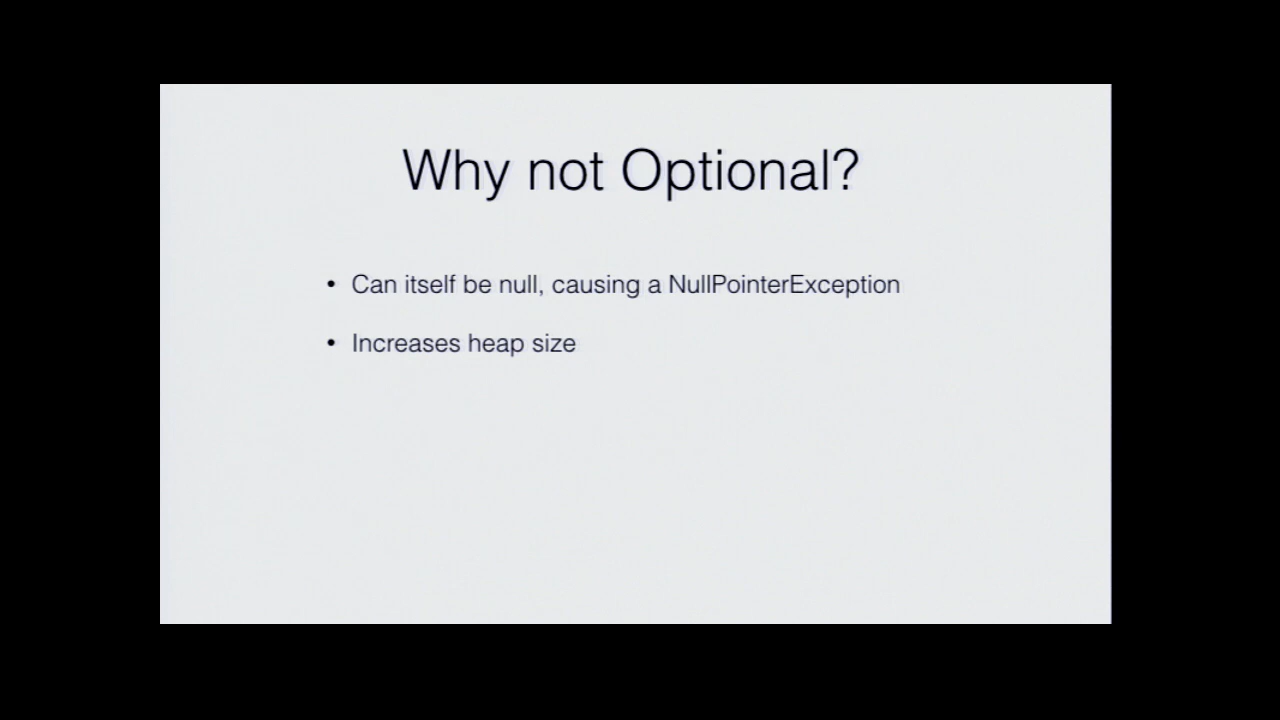 Why not Optional?
• Can itself be null, causing a NullPointerException
• Increases heap size